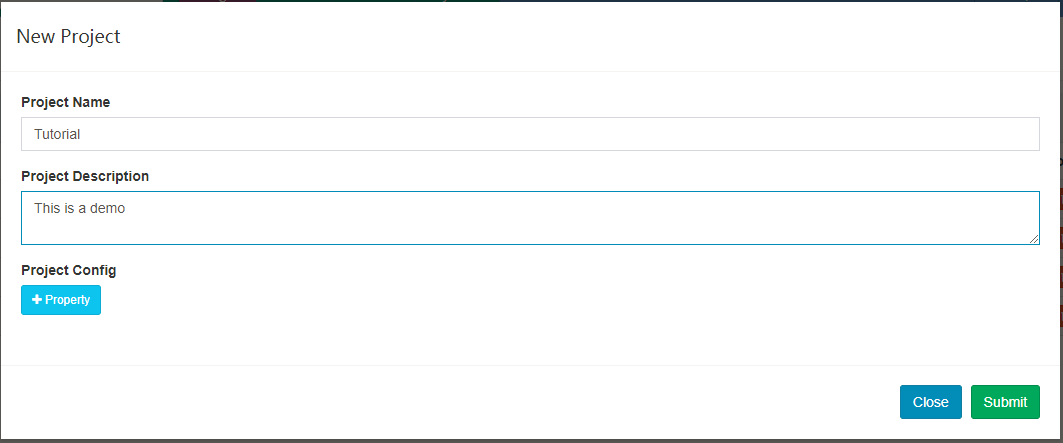 New Project
Project Name
Tutorial
Project Description
This is a demo
Project Config
+ Property
Close Submit